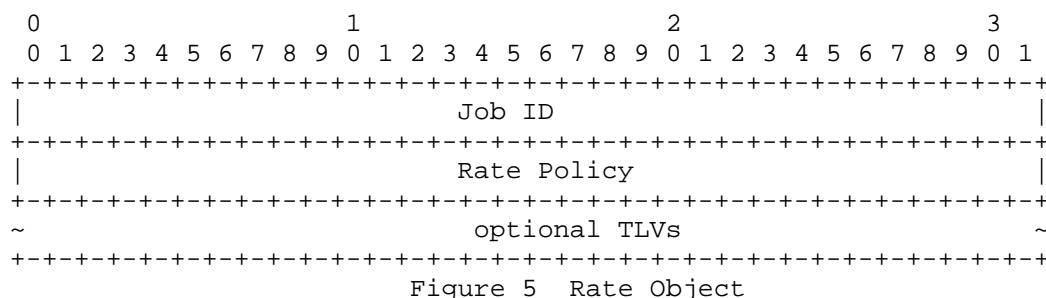 0                   1                   2                   3
 0 1 2 3 4 5 6 7 8 9 0 1 2 3 4 5 6 7 8 9 0 1 2 3 4 5 6 7 8 9 0 1
+-+-+-+-+-+-+-+-+-+-+-+-+-+-+-+-+-+-+-+-+-+-+-+-+-+-+-+-+-+-+-+-+
|                           Job ID                              |
+-+-+-+-+-+-+-+-+-+-+-+-+-+-+-+-+-+-+-+-+-+-+-+-+-+-+-+-+-+-+-+-+
|                           Rate Policy                         |
+-+-+-+-+-+-+-+-+-+-+-+-+-+-+-+-+-+-+-+-+-+-+-+-+-+-+-+-+-+-+-+-+
~                            optional TLVs                      ~
+-+-+-+-+-+-+-+-+-+-+-+-+-+-+-+-+-+-+-+-+-+-+-+-+-+-+-+-+-+-+-+-+
                        Figure 5  Rate Object